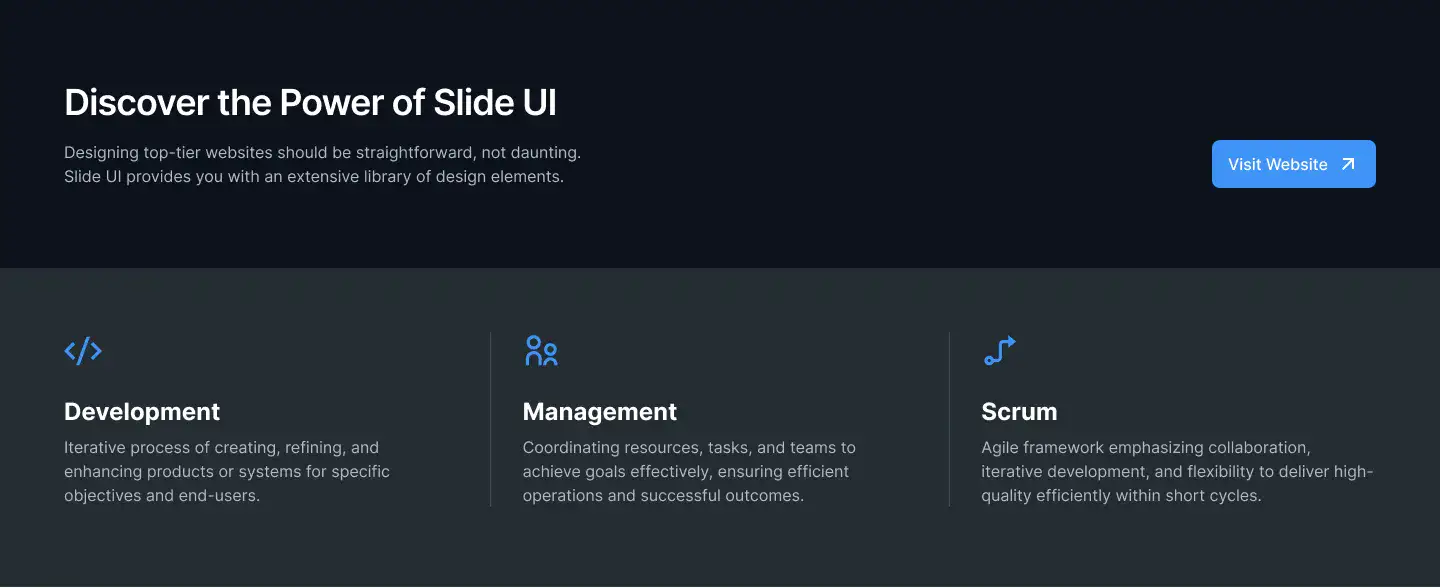 Discover the Power of Slide UI
Designing top-tier websites should be straightforward, not daunting.
Slide UI provides you with an extensive library of design elements.
Visit Website
Development
Iterative process of creating, refining, and
enhancing products or systems for specific
objectives and end-users.
Management
Coordinating resources, tasks, and teams to
achieve goals effectively, ensuring efficient
operations and successful outcomes.
Scrum
Agile framework emphasizing collaboration,
iterative development, and flexibility to deliver high-
quality efficiently within short cycles.